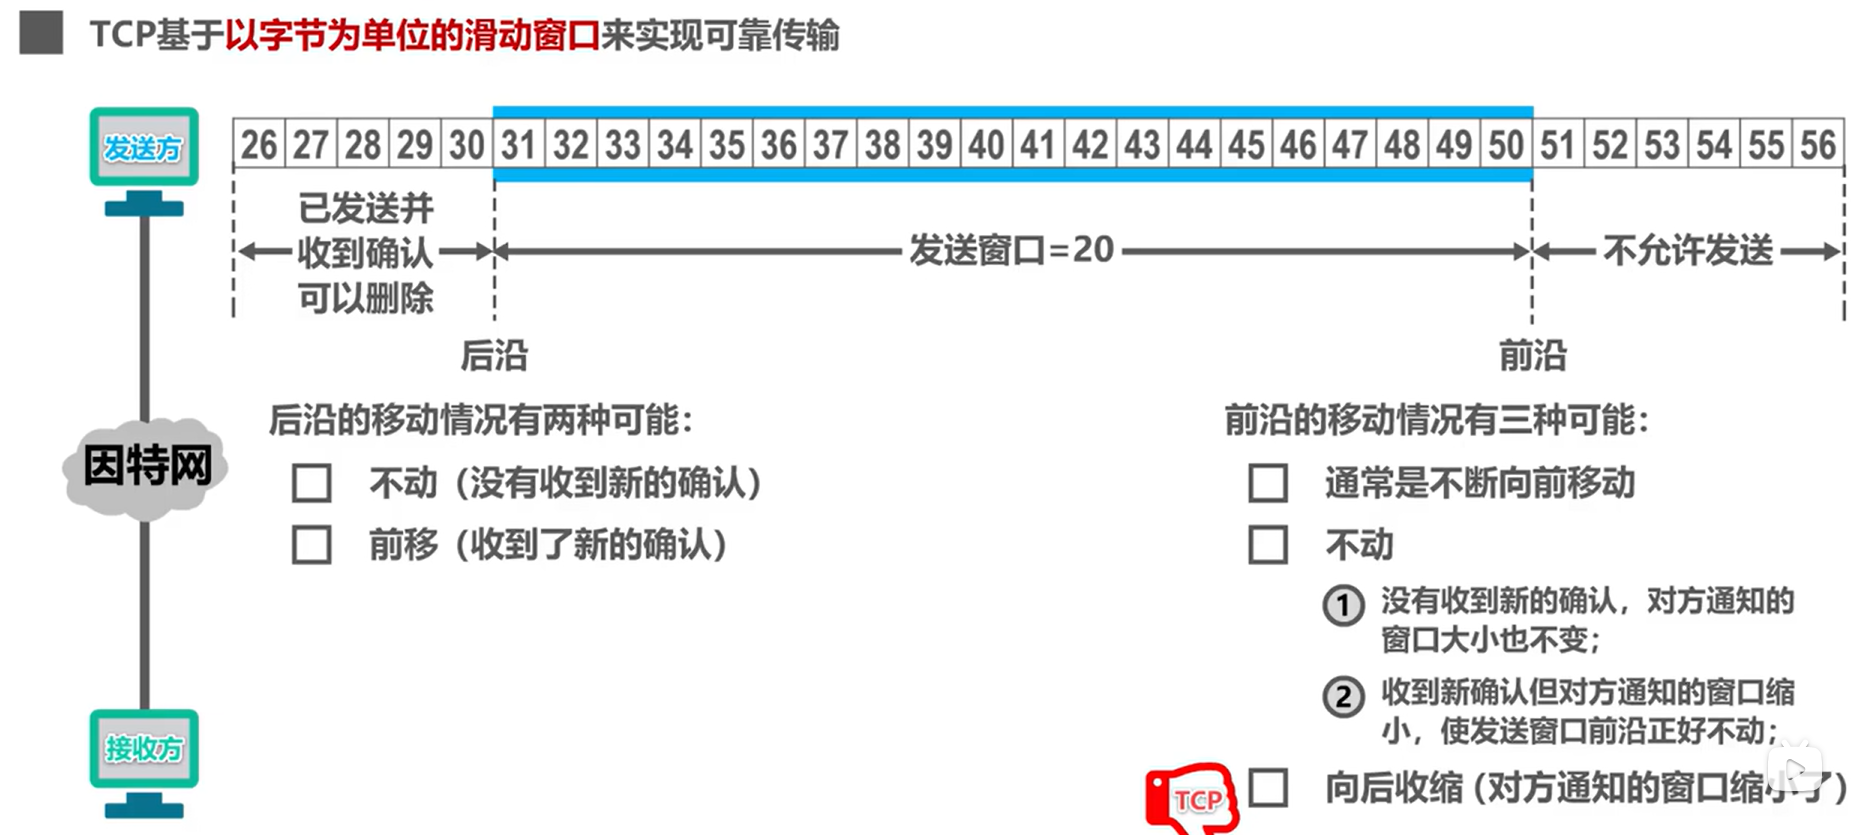 TCP基于以字节为单位的滑动窗口来实现可靠传输
发送方
26 27 28 29 30 31 32 33 34 35 36 37 38 39 40 41 42 43 44 45 46 47 48 49 50 51 52 53 54 55 56
已发送并
收到确认
可以删除
发送窗口=20
不允许发送
后沿
前沿
后沿的移动情况有两种可能：
不动（没有收到新的确认）
前移（收到了新的确认）
前沿的移动情况有三种可能：
通常是不断向前移动
不动
1 没有收到新的确认，对方通知的
窗口大小也不变；
2 收到新确认但对方通知的窗口缩
小，使发送窗口前沿正好不动；
TCP
向后收缩（对方通知的窗口缩小了）
因特网
接收方